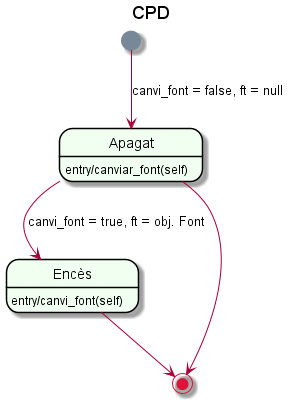 CPD
canvi_font = false, ft = null
Apagat
entry/canviar_font(self)
canvi_font = true, ft = obj. Font
Encès
entry/canvi_font(self)